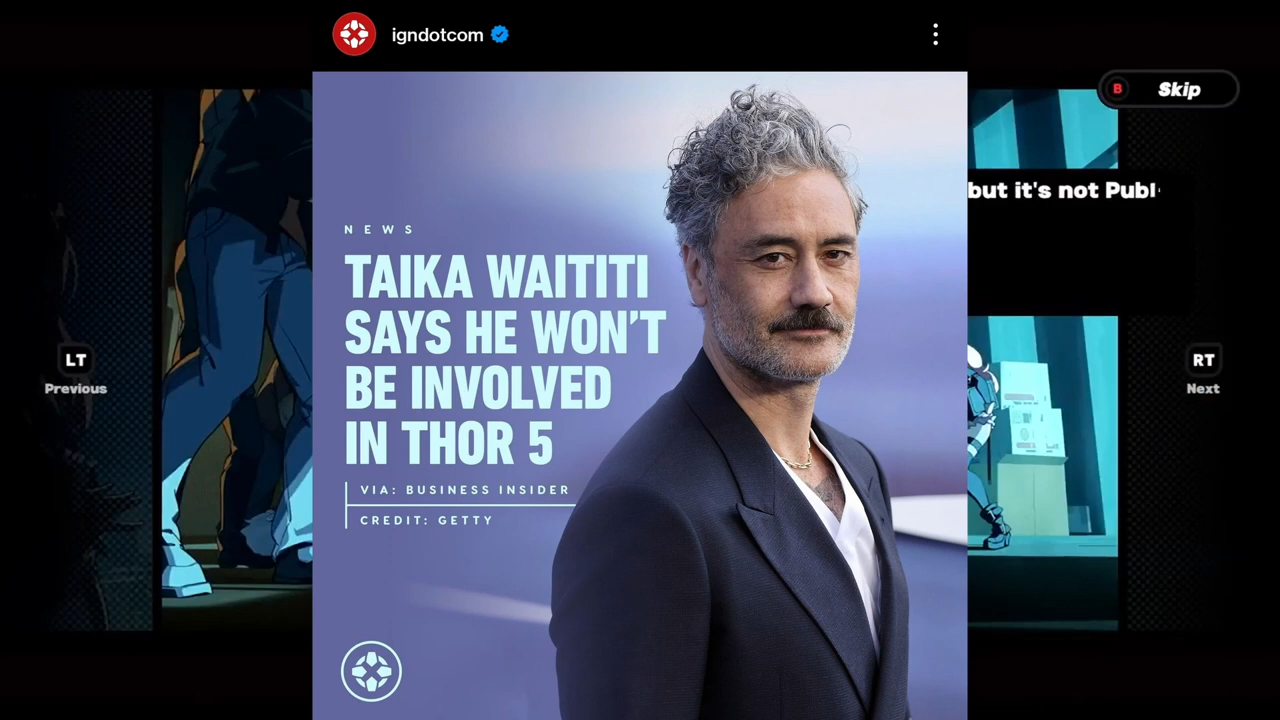 igndotcom
B Skip
but it's not Publ
NEWS
TAIKA WAITITI
SAYS HE WON'T
BE INVOLVED
IN THOR 5
VIA: BUSINESS INSIDER
CREDIT: GETTY
LT
Previous
RT
Next